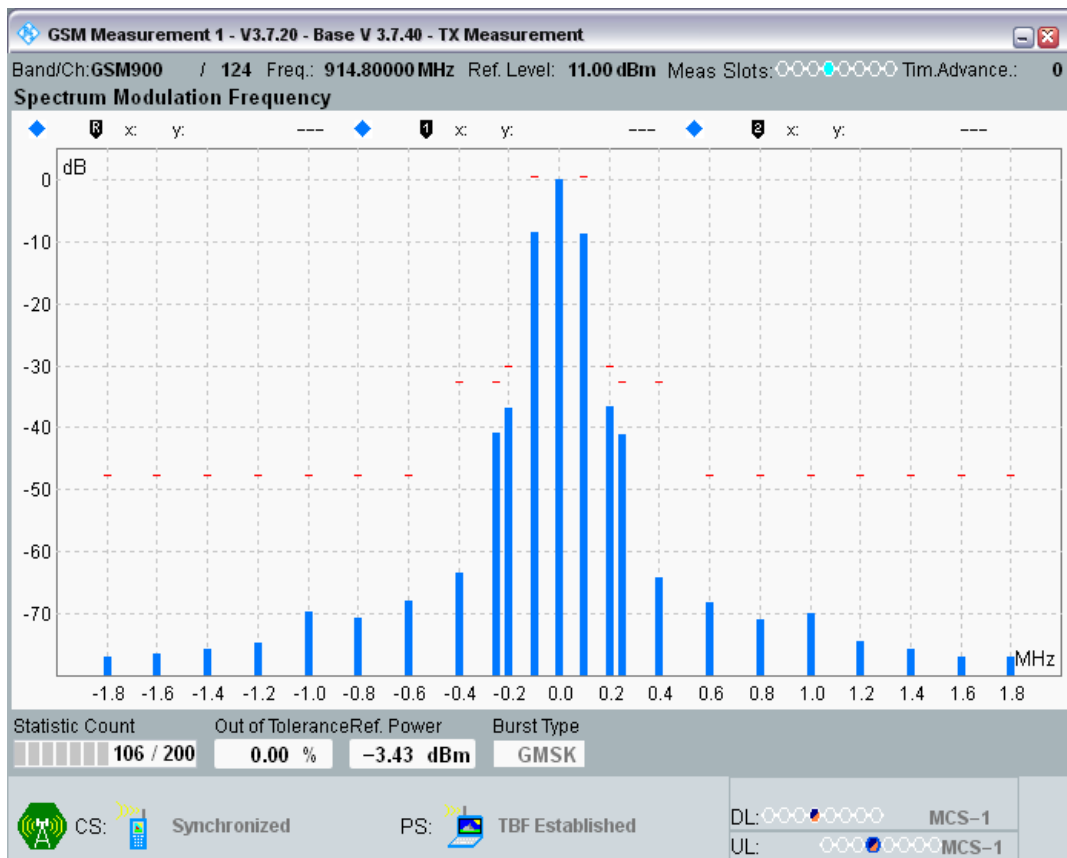 GSM Measurement 1 - V3.7.20 - Base V 3.7.40 - TX Measurement
Band/Ch:GSM900 / 124 Freq.: 914.80000 MHz Ref. Level: 11.00 dBm Meas Slots: Tim.Advance.: 0
Spectrum Modulation Frequency
R x: y: --- 1 x: y: --- 2 x: y: ---
dB
0
-10
-20
-30
-40
-50
-60
-70
MHz
-1.8 -1.6 -1.4 -1.2 -1.0 -0.8 -0.6 -0.4 -0.2 0.0 0.2 0.4 0.6 0.8 1.0 1.2 1.4 1.6 1.8
Statistic Count Out of Tolerance Ref. Power Burst Type
106 / 200 0.00 % −3.43 dBm GMSK
CS: Synchronized PS: TBF Established
DL: MCS−1
UL: MCS−1